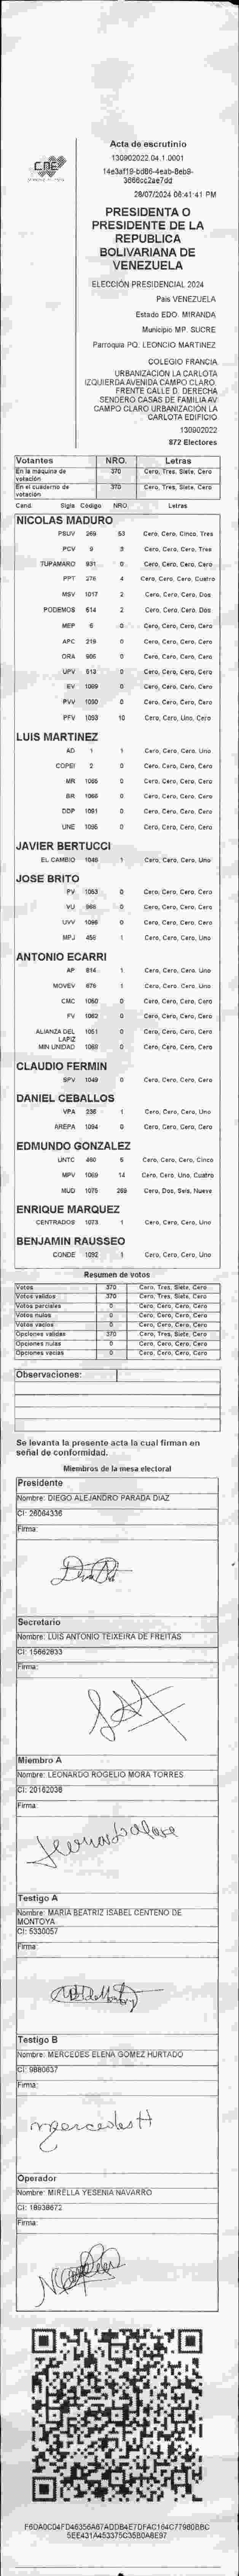 Acta de escrutinio
130902022.04.1.0001
14e3af19-bd86-4eab-8eb9-
3866cc2ae7dd
28/07/2024 06:41:41 PM
CNE
PRESIDENTA O
PRESIDENTE DE LA
REPUBLICA
BOLIVARIANA DE
VENEZUELA
ELECCIÓN PRESIDENCIAL 2024
País VENEZUELA
Estado EDO. MIRANDA
Municipio MP. SUCRE
Parroquia PQ. LEONCIO MARTINEZ
COLEGIO FRANCIA
URBANIZACIÓN LA CARLOTA
IZQUIERDA AVENIDA CAMPO CLARO.
FRENTE CALLE D. DERECHA
SENDERO CASAS DE FAMILIA AV
CAMPO CLARO URBANIZACIÓN LA
CARLOTA EDIFICIO
130902022
872 Electores
Votantes NRO. Letras
En la máquina de votación 370 Cero, Tres, Siete, Cero
En el cuaderno de votación 370 Cero, Tres, Siete, Cero
Cand. Sigla Código NRO. Letras
NICOLAS MADURO
PSUV 269 53 Cero, Cero, Cinco, Tres
PCV 9 3 Cero, Cero, Cero, Tres
TUPAMARO 931 0 Cero, Cero, Cero, Cero
PPT 276 4 Cero, Cero, Cero, Cuatro
MSV 1017 2 Cero, Cero, Cero, Dos
PODEMOS 514 2 Cero, Cero, Cero, Dos
MEP 6 0 Cero, Cero, Cero, Cero
APC 219 0 Cero, Cero, Cero, Cero
ORA 906 0 Cero, Cero, Cero, Cero
UPV 513 0 Cero, Cero, Cero, Cero
EV 1089 0 Cero, Cero, Cero, Cero
PVV 1090 0 Cero, Cero, Cero, Cero
PFV 1093 10 Cero, Cero, Uno, Cero
LUIS MARTINEZ
AD 1 1 Cero, Cero, Cero, Uno
COPEI 2 0 Cero, Cero, Cero, Cero
MR 1065 0 Cero, Cero, Cero, Cero
BR 1066 0 Cero, Cero, Cero, Cero
DDP 1091 0 Cero, Cero, Cero, Cero
UNE 1095 0 Cero, Cero, Cero, Cero
JAVIER BERTUCCI
EL CAMBIO 1048 1 Cero, Cero, Cero, Uno
JOSE BRITO
PV 1053 0 Cero, Cero, Cero, Cero
VU 966 0 Cero, Cero, Cero, Cero
UVV 1096 0 Cero, Cero, Cero, Cero
MPJ 458 1 Cero, Cero, Cero, Uno
ANTONIO ECARRI
AP 814 1 Cero, Cero, Cero, Uno
MOVEV 876 1 Cero, Cero, Cero, Uno
CMC 1050 0 Cero, Cero, Cero, Cero
FV 1062 0 Cero, Cero, Cero, Cero
ALIANZA DEL LAPIZ 1051 0 Cero, Cero, Cero, Cero
MIN UNIDAD 1069 0 Cero, Cero, Cero, Cero
CLAUDIO FERMIN
SPV 1049 0 Cero, Cero, Cero, Cero
DANIEL CEBALLOS
VPA 236 1 Cero, Cero, Cero, Uno
AREPA 1094 0 Cero, Cero, Cero, Cero
EDMUNDO GONZALEZ
UNTC 460 5 Cero, Cero, Cero, Cinco
MPV 1069 14 Cero, Cero, Uno, Cuatro
MUD 1075 269 Cero, Dos, Seis, Nueve
ENRIQUE MARQUEZ
CENTRADOS 1073 1 Cero, Cero, Cero, Uno
BENJAMIN RAUSSEO
CONDE 1092 1 Cero, Cero, Cero, Uno
Resumen de votos
Votos 370 Cero, Tres, Siete, Cero
Votos validos 370 Cero, Tres, Siete, Cero
Votos parciales 0 Cero, Cero, Cero, Cero
Votos nulos 0 Cero, Cero, Cero, Cero
Votos vacios 0 Cero, Cero, Cero, Cero
Opciones validas 370 Cero, Tres, Siete, Cero
Opciones nulas 0 Cero, Cero, Cero, Cero
Opciones vacias 0 Cero, Cero, Cero, Cero
Observaciones:
Se levanta la presente acta la cual firman en
señal de conformidad.
Miembros de la mesa electoral
Presidente
Nombre: DIEGO ALEJANDRO PARADA DIAZ
CI: 26064336
Firma:
Secretario
Nombre: LUIS ANTONIO TEIXEIRA DE FREITAS
CI: 15662833
Firma:
Miembro A
Nombre: LEONARDO ROGELIO MORA TORRES
CI: 20162038
Firma:
Testigo A
Nombre: MARIA BEATRIZ ISABEL CENTENO DE
MONTOYA
CI: 5330057
Firma:
Testigo B
Nombre: MERCEDES ELENA GOMEZ HURTADO
CI: 9880637
Firma:
mercedes H
Operador
Nombre: MIRELLA YESENIA NAVARRO
CI: 18938672
Firma:
F6DA0C04FD46356A67ADDB4E7DFAC164C77980BBC
5EE431A453375C35B0A8E97